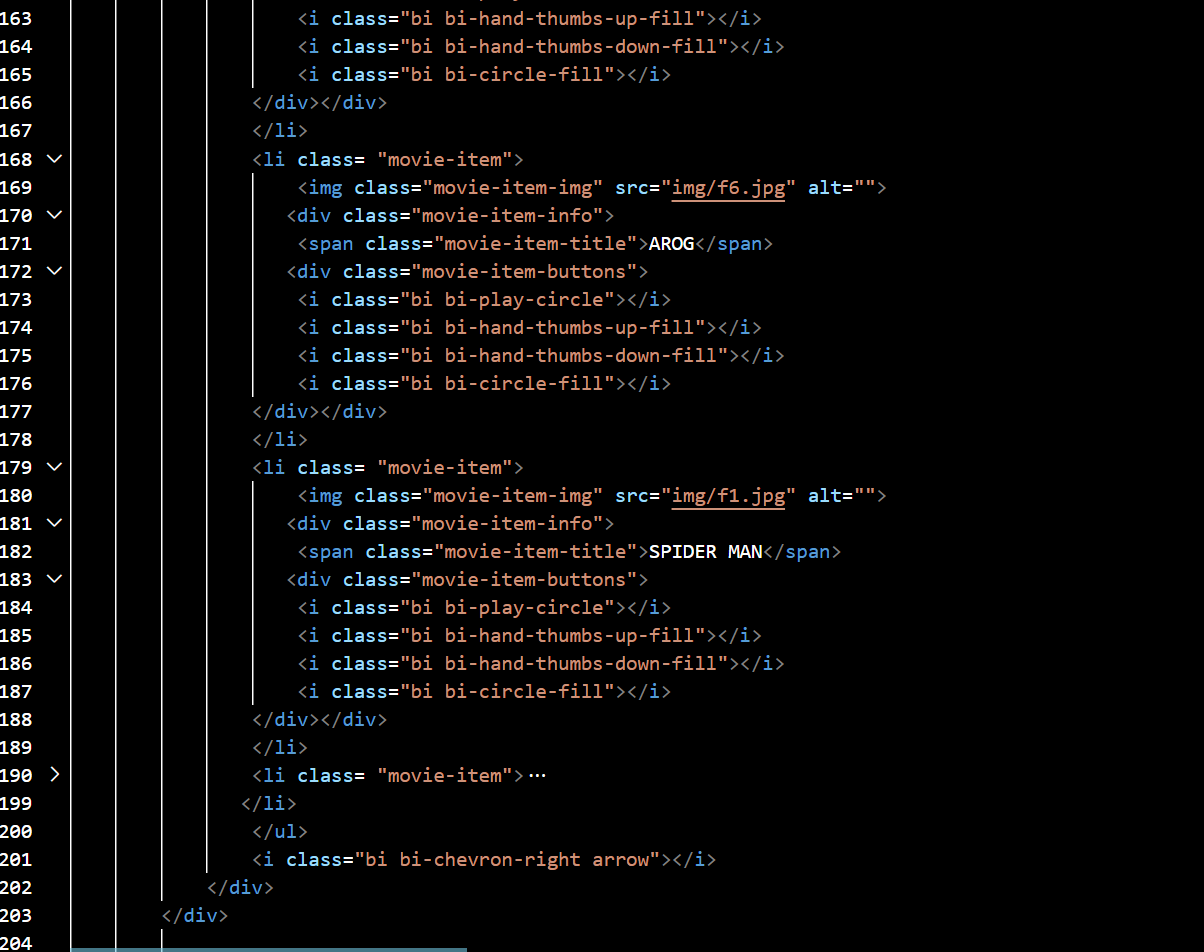 163 <i class="bi bi-hand-thumbs-up-fill"></i>
164 <i class="bi bi-hand-thumbs-down-fill"></i>
165 <i class="bi bi-circle-fill"></i>
166 </div></div>
167 </li>
168 <li class= "movie-item">
169 <img class="movie-item-img" src="img/f6.jpg" alt="">
170 <div class="movie-item-info">
171 <span class="movie-item-title">AROG</span>
172 <div class="movie-item-buttons">
173 <i class="bi bi-play-circle"></i>
174 <i class="bi bi-hand-thumbs-up-fill"></i>
175 <i class="bi bi-hand-thumbs-down-fill"></i>
176 <i class="bi bi-circle-fill"></i>
177 </div></div>
178 </li>
179 <li class= "movie-item">
180 <img class="movie-item-img" src="img/f1.jpg" alt="">
181 <div class="movie-item-info">
182 <span class="movie-item-title">SPIDER MAN</span>
183 <div class="movie-item-buttons">
184 <i class="bi bi-play-circle"></i>
185 <i class="bi bi-hand-thumbs-up-fill"></i>
186 <i class="bi bi-hand-thumbs-down-fill"></i>
187 <i class="bi bi-circle-fill"></i>
188 </div></div>
189 </li>
190 <li class= "movie-item">···
199 </li>
200 </ul>
201 <i class="bi bi-chevron-right arrow"></i>
202 </div>
203 </div>
204